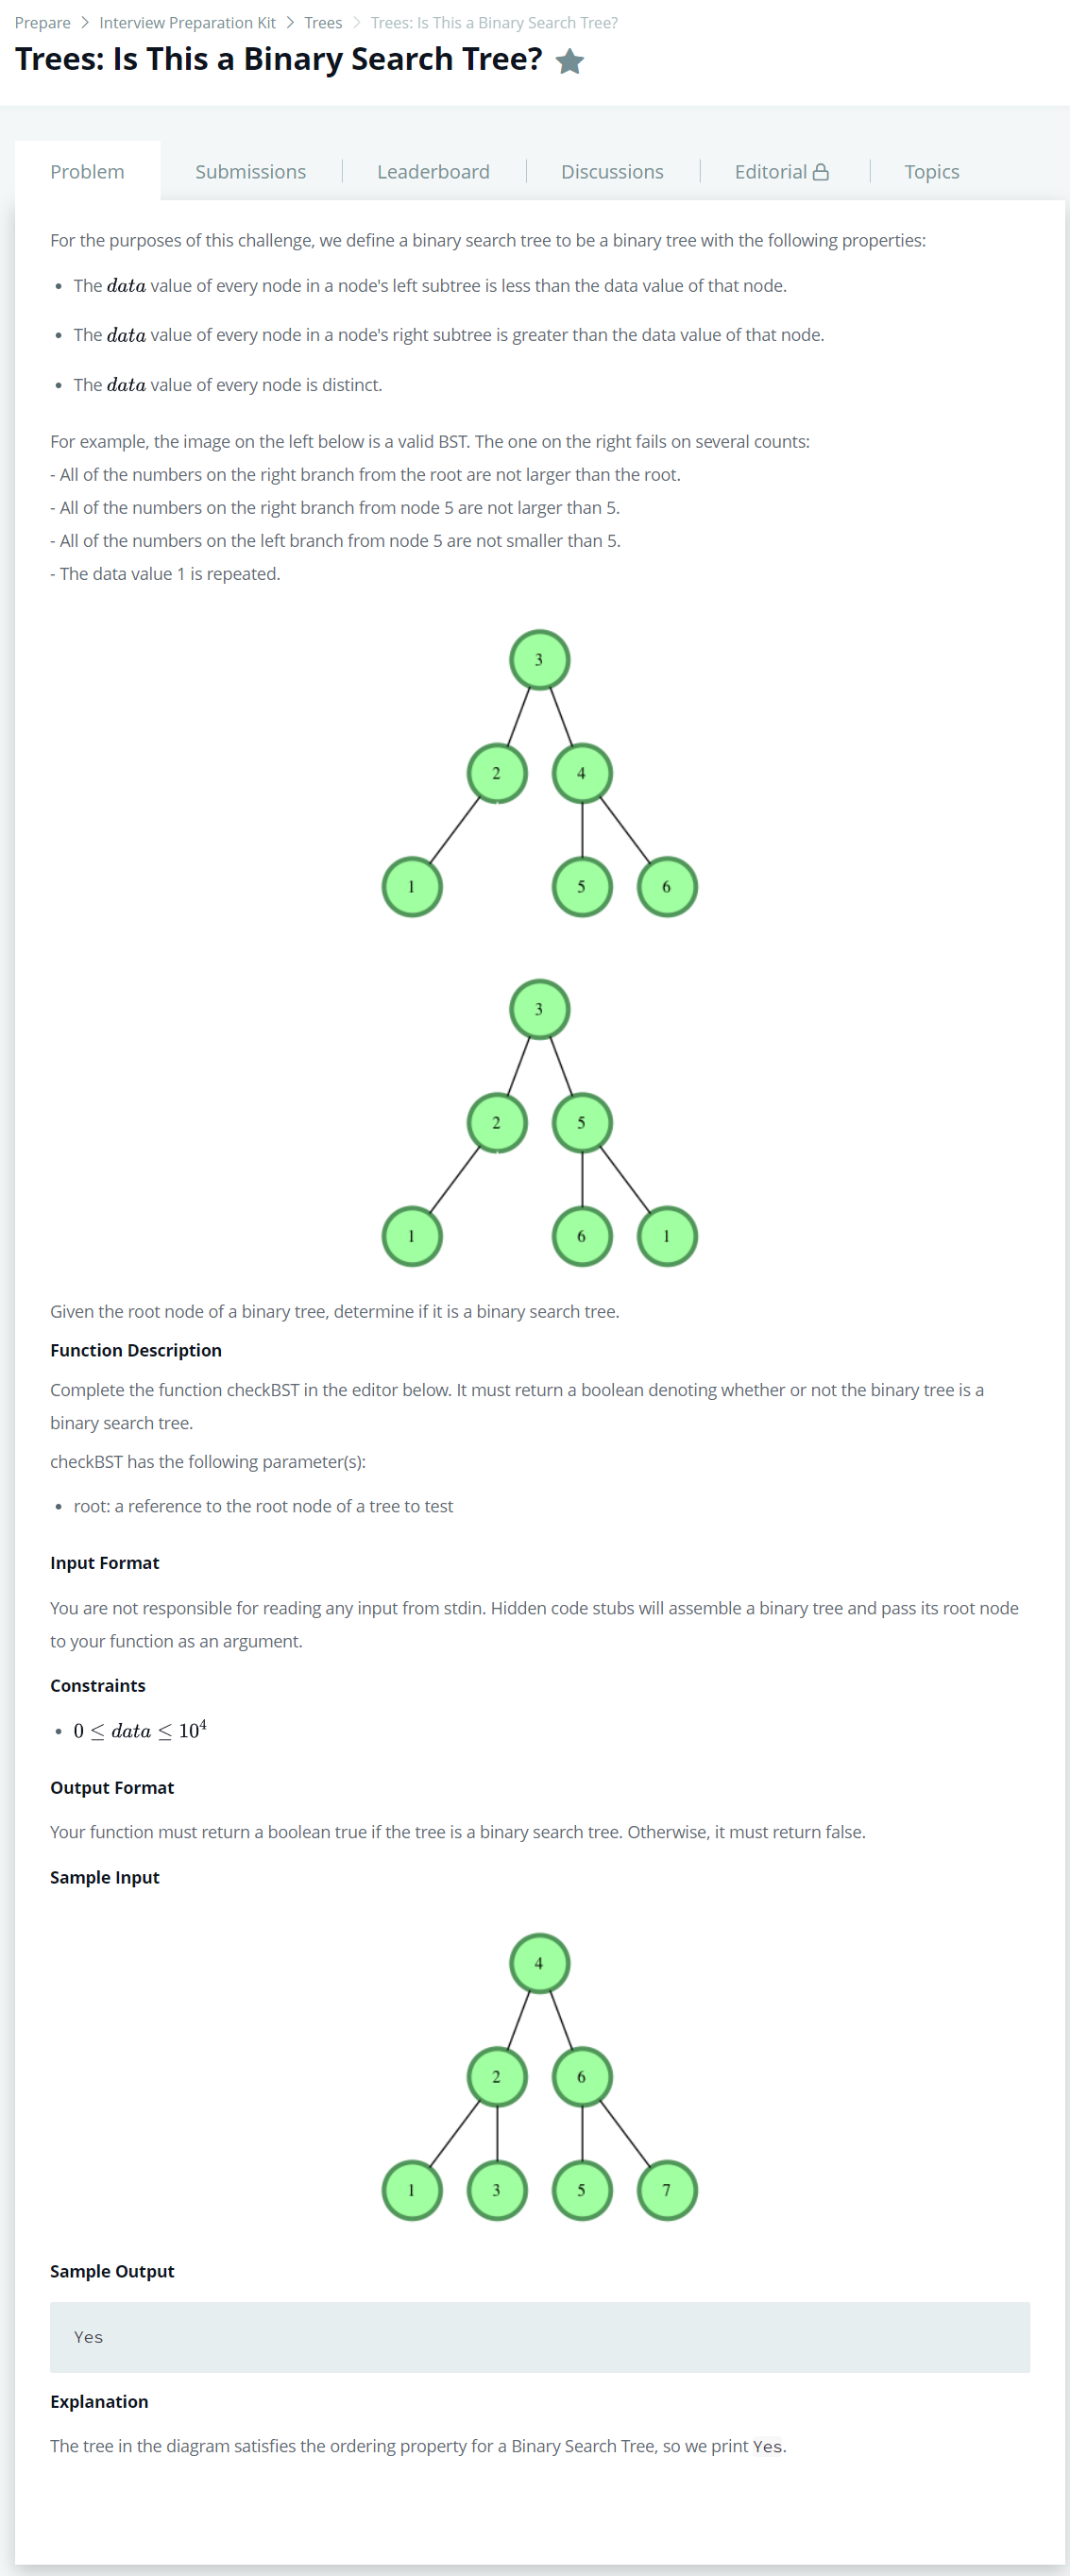 Prepare > Interview Preparation Kit > Trees > Trees: Is This a Binary Search Tree?
Trees: Is This a Binary Search Tree?
Problem Submissions Leaderboard Discussions Editorial Topics
For the purposes of this challenge, we define a binary search tree to be a binary tree with the following properties:
• The data value of every node in a node's left subtree is less than the data value of that node.
• The data value of every node in a node's right subtree is greater than the data value of that node.
• The data value of every node is distinct.
For example, the image on the left below is a valid BST. The one on the right fails on several counts:
- All of the numbers on the right branch from the root are not larger than the root.
- All of the numbers on the right branch from node 5 are not larger than 5.
- All of the numbers on the left branch from node 5 are not smaller than 5.
- The data value 1 is repeated.
3
2 4
1 5 6
3
2 5
1 6 1
Given the root node of a binary tree, determine if it is a binary search tree.
Function Description
Complete the function checkBST in the editor below. It must return a boolean denoting whether or not the binary tree is a
binary search tree.
checkBST has the following parameter(s):
• root: a reference to the root node of a tree to test
Input Format
You are not responsible for reading any input from stdin. Hidden code stubs will assemble a binary tree and pass its root node
to your function as an argument.
Constraints
• 0 ≤ data ≤ 10⁴
Output Format
Your function must return a boolean true if the tree is a binary search tree. Otherwise, it must return false.
Sample Input
4
2 6
1 3 5 7
Sample Output
Yes
Explanation
The tree in the diagram satisfies the ordering property for a Binary Search Tree, so we print Yes.